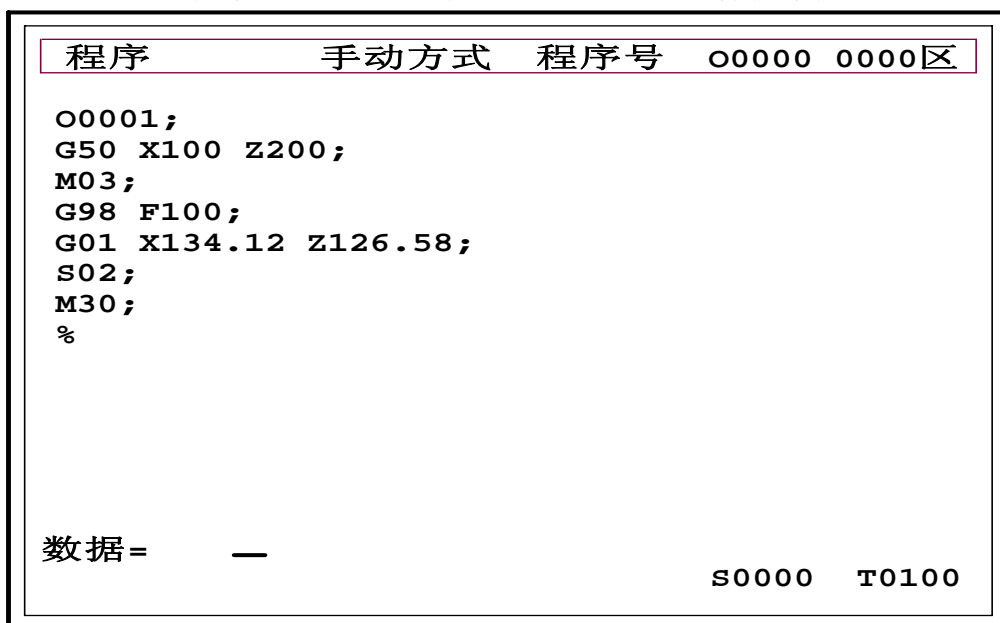 程序 手动方式 程序号 O0000 0000区
O0001;
G50 X100 Z200;
M03;
G98 F100;
G01 X134.12 Z126.58;
S02;
M30;
%
数据= _
S0000 T0100